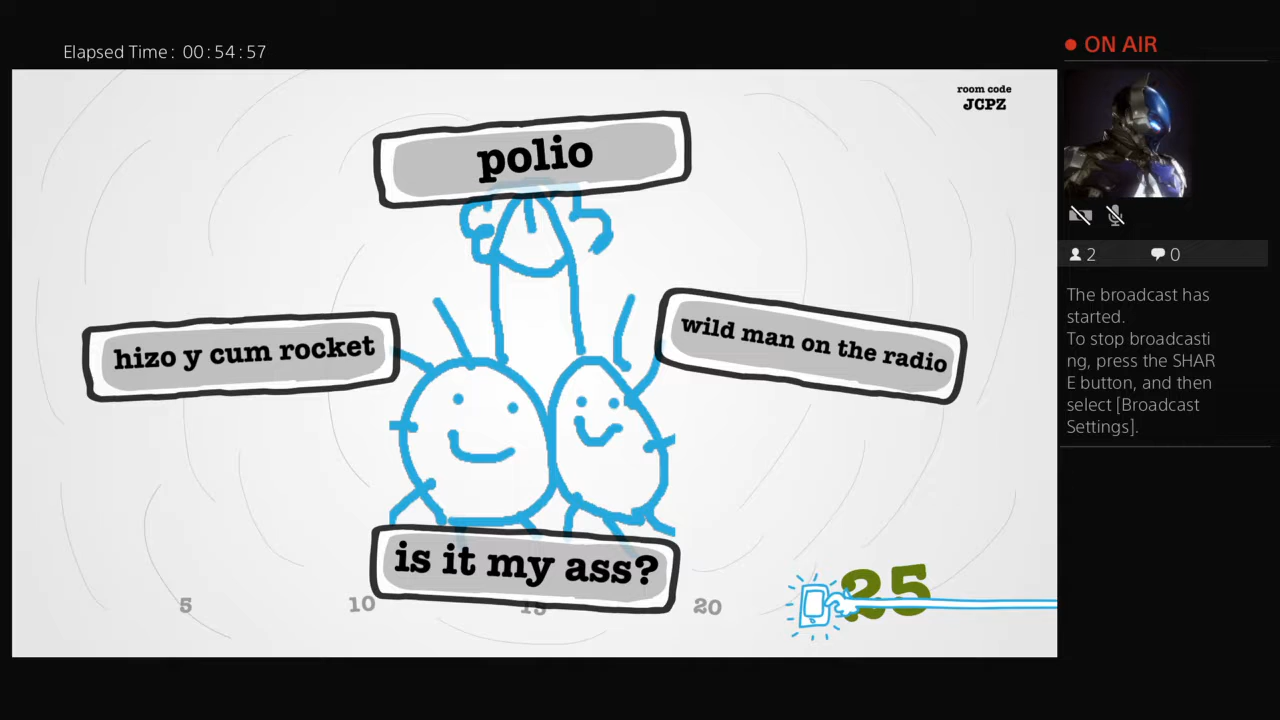 Elapsed Time: 00:54:57
ON AIR
room code
JCPZ
polio
2
0
The broadcast has
started.
To stop broadcasti
ng, press the SHAR
E button, and then
select [Broadcast
Settings].
hizo y cum rocket
wild man on the radio
is it my ass?
5
10
15
20
25